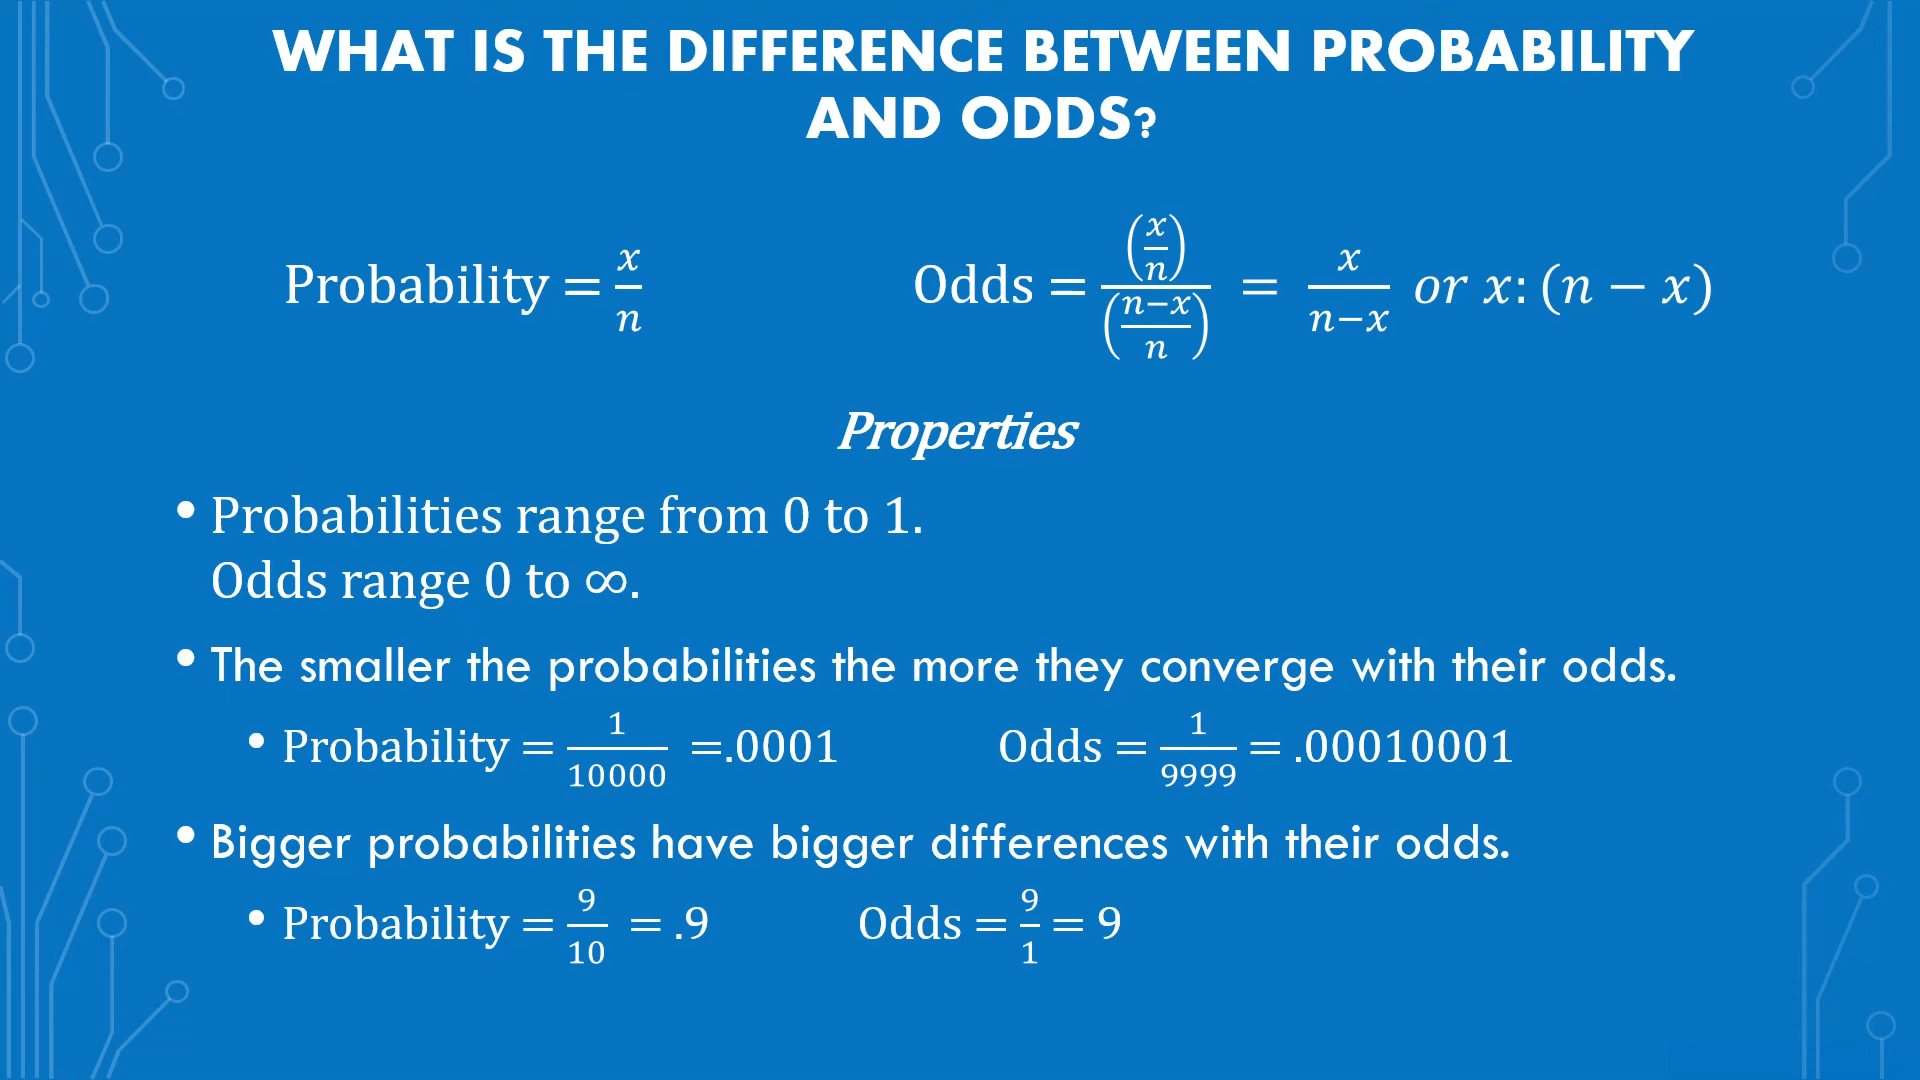 WHAT IS THE DIFFERENCE BETWEEN PROBABILITY
AND ODDS?
Probability = x/n
Odds = (x/n)/((n−x)/n) = x/(n−x) or x: (n − x)
Properties
• Probabilities range from 0 to 1.
Odds range 0 to ∞.
• The smaller the probabilities the more they converge with their odds.
• Probability = 1/10000 =.0001 Odds = 1/9999 = .00010001
• Bigger probabilities have bigger differences with their odds.
• Probability = 9/10 = .9 Odds = 9/1 = 9